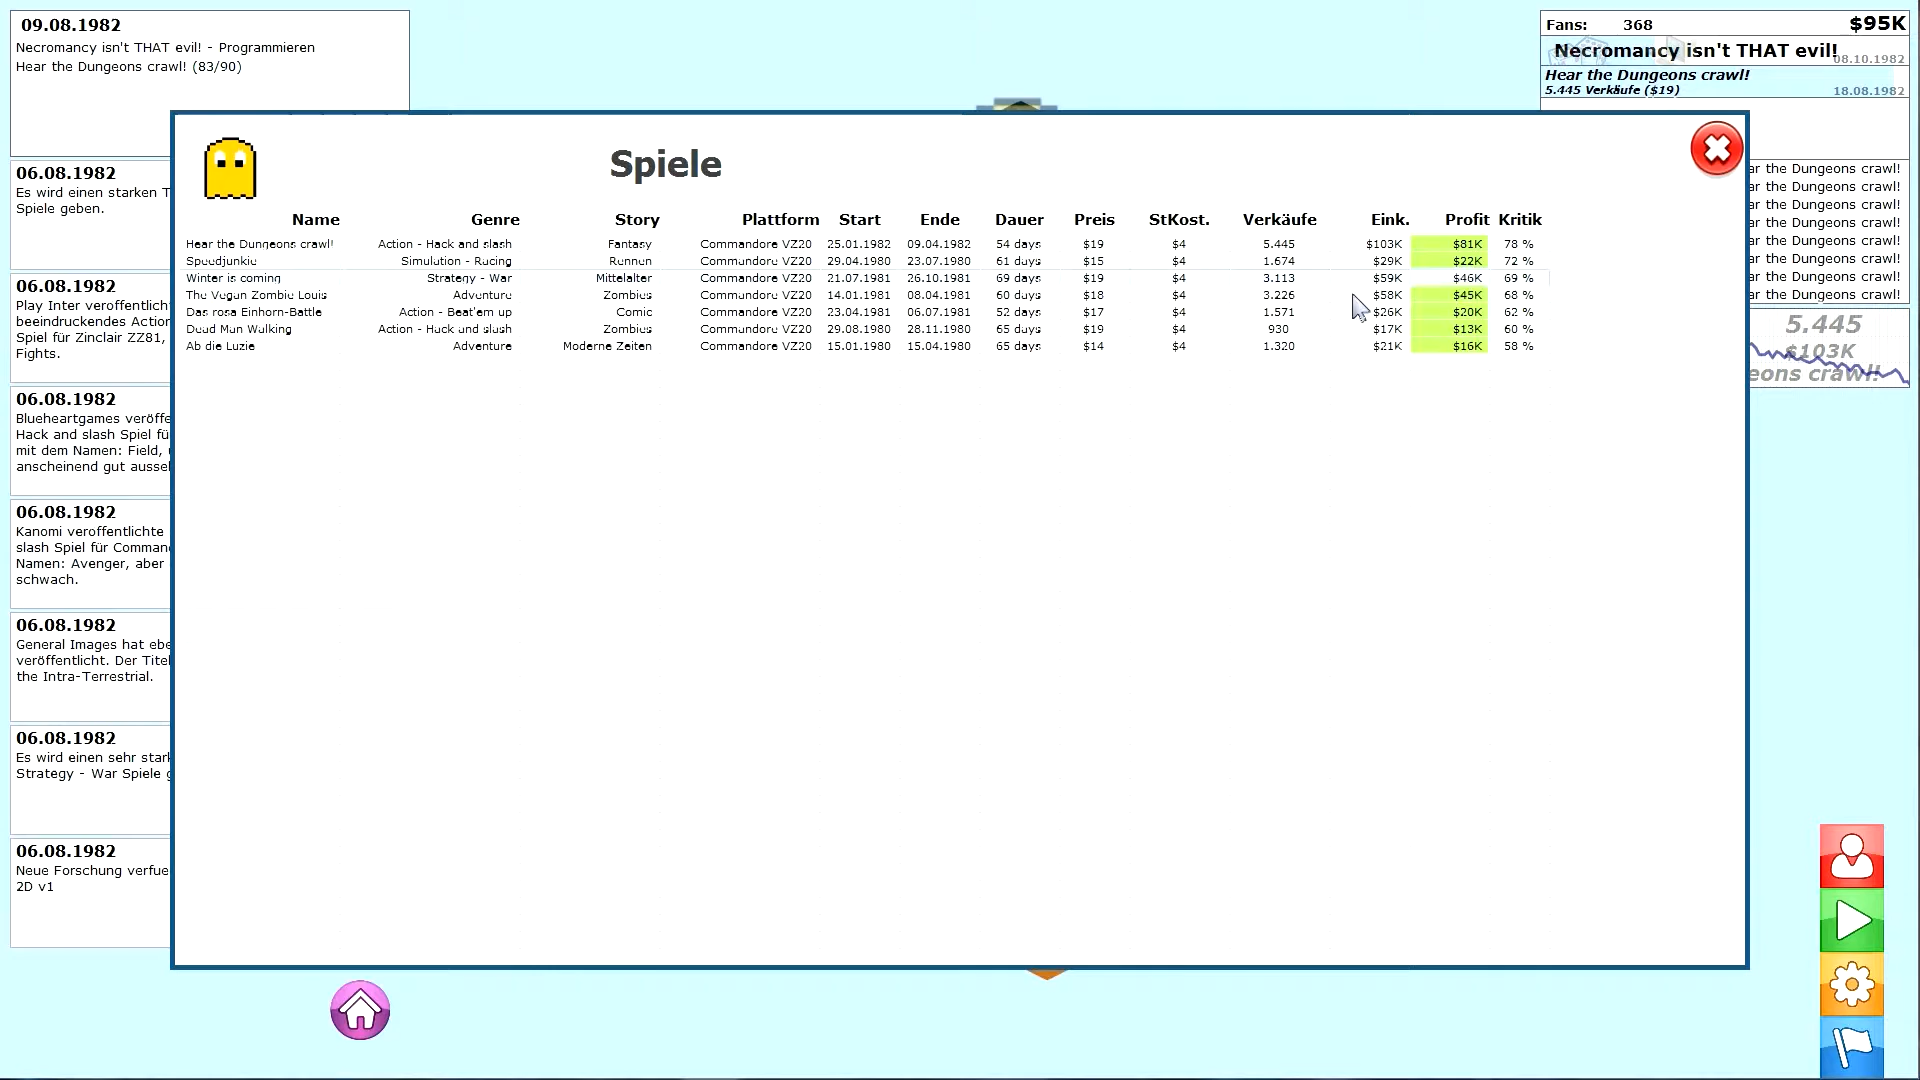 09.08.1982
Necromancy isn't THAT evil! - Programmieren
Hear the Dungeons crawl! (83/90)
06.08.1982
Es wird einen starken T
Spiele geben.
06.08.1982
Play Inter veroffentlich
beeindruckendes Action
Spiel für Zinclair ZZ81,
Fights.
06.08.1982
Blueheartgames veröffe
Hack and slash Spiel fü
mit dem Namen: Field,
anscheinend gut aussel
06.08.1982
Kanomi veroffentlichte
slash Spiel für Comman
Namen: Avenger, aber
schwach.
06.08.1982
General Images hat ebe
veröffentlicht. Der Titel
the Intra-Terrestrial.
06.08.1982
Es wird einen sehr stark
Strategy - War Spiele g
06.08.1982
Neue Forschung verfue
2D v1
Spiele
Name Genre Story Plattform Start Ende Dauer Preis StKost. Verkäufe Eink. Profit Kritik
Hear the Dungeons crawl! Action - Hack and slash Fantasy Commandore VZ20 25.01.1982 09.04.1982 54 days $19 $4 5.445 $103K $81K 78 %
Speedjunkie Simulation - Racing Rennen Commandore VZ20 29.04.1980 23.07.1980 61 days $15 $4 1.674 $29K $22K 72 %
Winter is coming Strategy - War Mittelalter Commandore VZ20 21.07.1981 26.10.1981 69 days $19 $4 3.113 $59K $46K 69 %
The Vegan Zombie Louis Adventure Zombies Commandore VZ20 14.01.1981 08.04.1981 60 days $18 $4 3.226 $58K $45K 68 %
Das rosa Einhorn-Battle Action - Beat'em up Comic Commandore VZ20 23.04.1981 06.07.1981 52 days $17 $4 1.571 $26K $20K 62 %
Dead Man Walking Action - Hack and slash Zombies Commandore VZ20 29.08.1980 28.11.1980 65 days $19 $4 930 $17K $13K 60 %
Ab die Luzie Adventure Moderne Zeiten Commandore VZ20 15.01.1980 15.04.1980 65 days $14 $4 1.320 $21K $16K 58 %
Fans: 368 $95K
Necromancy isn't THAT evil! 08.10.1982
Hear the Dungeons crawl!
5.445 Verkäufe ($19) 18.08.1982
ar the Dungeons crawl!
ar the Dungeons crawl!
ar the Dungeons crawl!
ar the Dungeons crawl!
ar the Dungeons crawl!
ar the Dungeons crawl!
ar the Dungeons crawl!
ar the Dungeons crawl!
5.445
$103K
eons crawl!